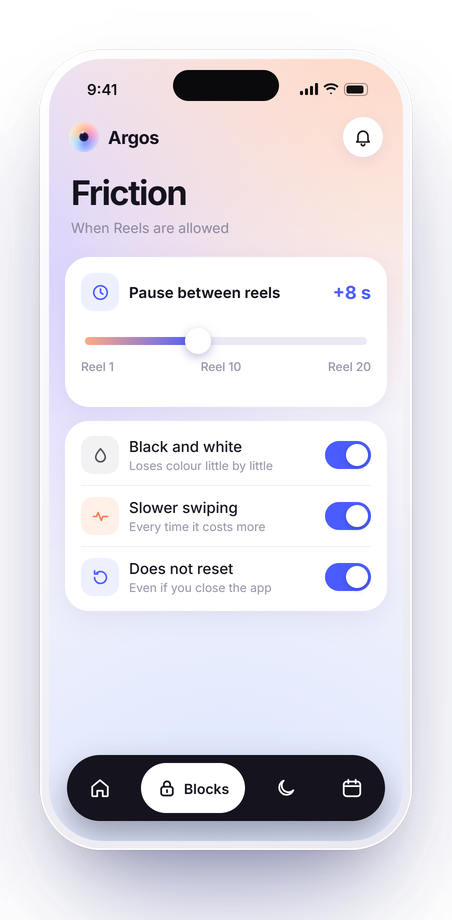 9:41
Argos
Friction
When Reels are allowed
Pause between reels +8 s
Reel 1 Reel 10 Reel 20
Black and white
Loses colour little by little
Slower swiping
Every time it costs more
Does not reset
Even if you close the app
Blocks